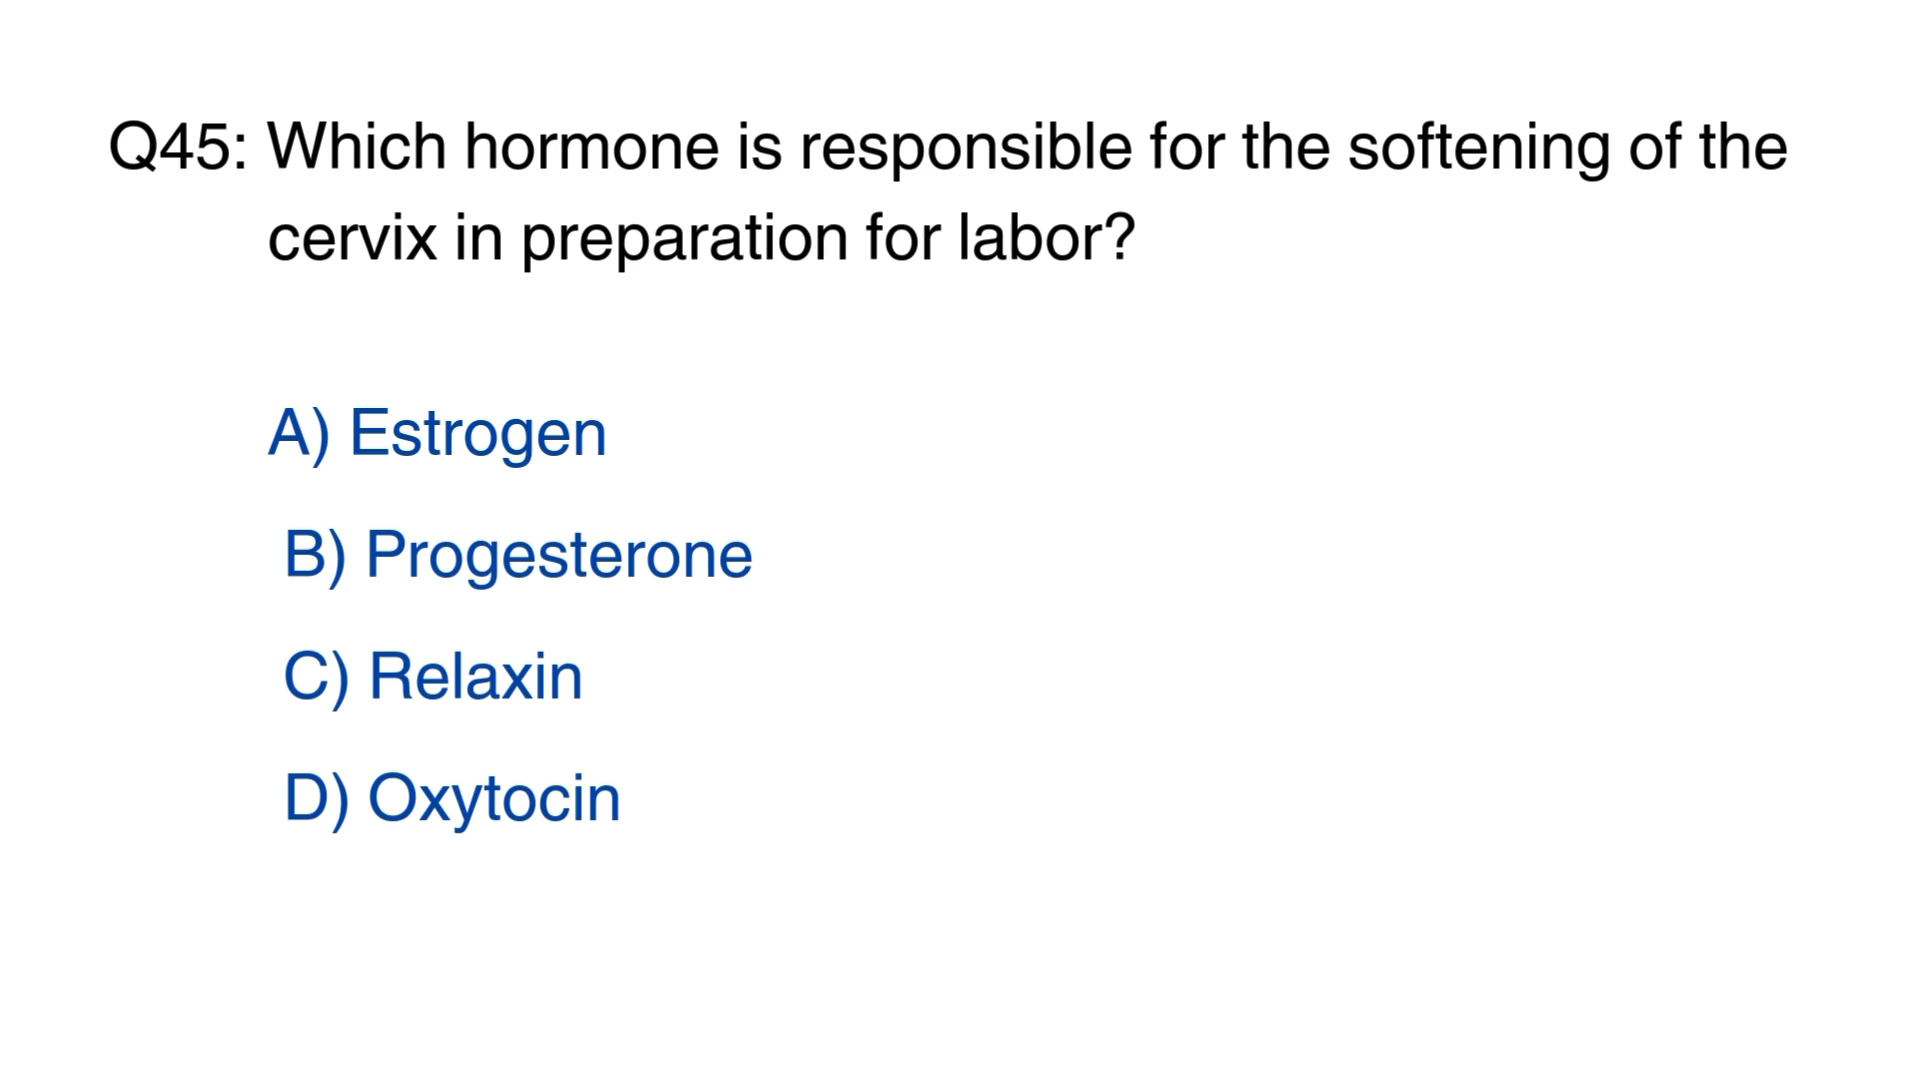 Q45: Which hormone is responsible for the softening of the
cervix in preparation for labor?
A) Estrogen
B) Progesterone
C) Relaxin
D) Oxytocin